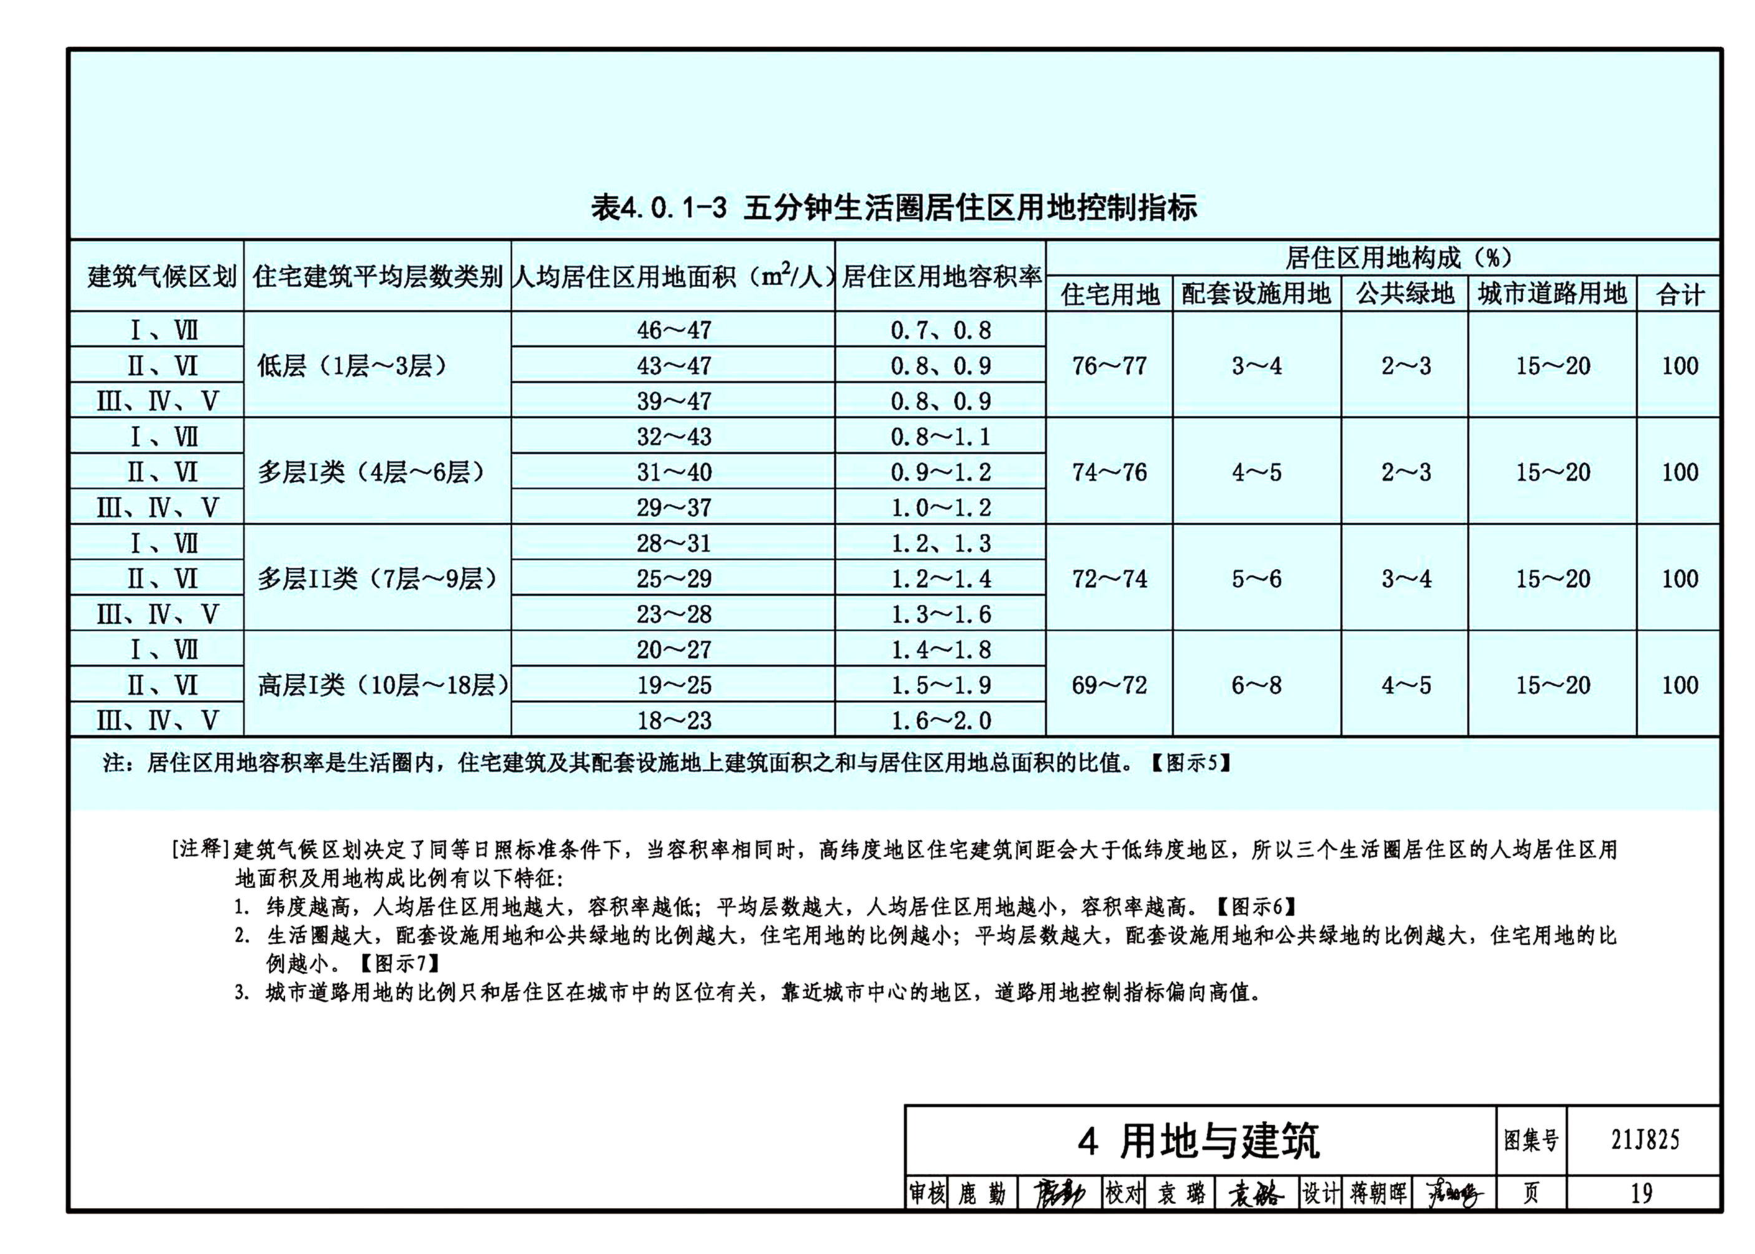 表4.0.1-3 五分钟生活圈居住区用地控制指标
建筑气候区划 住宅建筑平均层数类别 人均居住区用地面积（m²/人） 居住区用地容积率 居住区用地构成（%）
住宅用地 配套设施用地 公共绿地 城市道路用地 合计
Ⅰ、Ⅶ 46～47 0.7、0.8
Ⅱ、Ⅵ 低层（1层～3层） 43～47 0.8、0.9 76～77 3～4 2～3 15～20 100
Ⅲ、Ⅳ、Ⅴ 39～47 0.8、0.9
Ⅰ、Ⅶ 32～43 0.8～1.1
Ⅱ、Ⅵ 多层I类（4层～6层） 31～40 0.9～1.2 74～76 4～5 2～3 15～20 100
Ⅲ、Ⅳ、Ⅴ 29～37 1.0～1.2
Ⅰ、Ⅶ 28～31 1.2、1.3
Ⅱ、Ⅵ 多层II类（7层～9层） 25～29 1.2～1.4 72～74 5～6 3～4 15～20 100
Ⅲ、Ⅳ、Ⅴ 23～28 1.3～1.6
Ⅰ、Ⅶ 20～27 1.4～1.8
Ⅱ、Ⅵ 高层I类（10层～18层） 19～25 1.5～1.9 69～72 6～8 4～5 15～20 100
Ⅲ、Ⅳ、Ⅴ 18～23 1.6～2.0
注：居住区用地容积率是生活圈内，住宅建筑及其配套设施地上建筑面积之和与居住区用地总面积的比值。【图示5】
[注释]建筑气候区划决定了同等日照标准条件下，当容积率相同时，高纬度地区住宅建筑间距会大于低纬度地区，所以三个生活圈居住区的人均居住区用
地面积及用地构成比例有以下特征：
1. 纬度越高，人均居住区用地越大，容积率越低；平均层数越大，人均居住区用地越小，容积率越高。【图示6】
2. 生活圈越大，配套设施用地和公共绿地的比例越大，住宅用地的比例越小；平均层数越大，配套设施用地和公共绿地的比例越大，住宅用地的比
例越小。【图示7】
3. 城市道路用地的比例只和居住区在城市中的区位有关，靠近城市中心的地区，道路用地控制指标偏向高值。
4 用地与建筑 图集号 21J825
审核 鹿 勤 鹿勤 校对 袁 璐 袁璐 设计 蒋朝晖 页 19